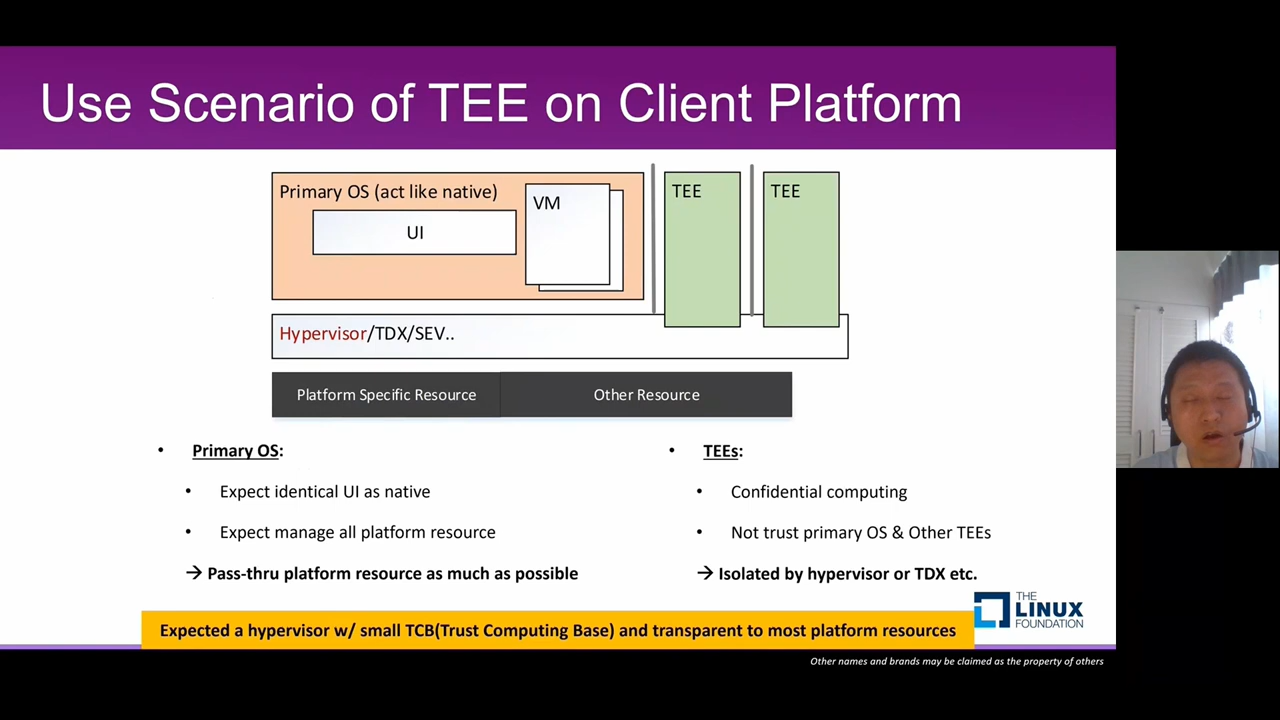 Use Scenario of TEE on Client Platform
Primary OS (act like native)
UI
VM
TEE
TEE
Hypervisor/TDX/SEV..
Platform Specific Resource
Other Resource
• Primary OS:
• Expect identical UI as native
• Expect manage all platform resource
→ Pass-thru platform resource as much as possible
• TEEs:
• Confidential computing
• Not trust primary OS & Other TEEs
→ Isolated by hypervisor or TDX etc.
THE
LINUX
FOUNDATION
Expected a hypervisor w/ small TCB(Trust Computing Base) and transparent to most platform resources
Other names and brands may be claimed as the property of others